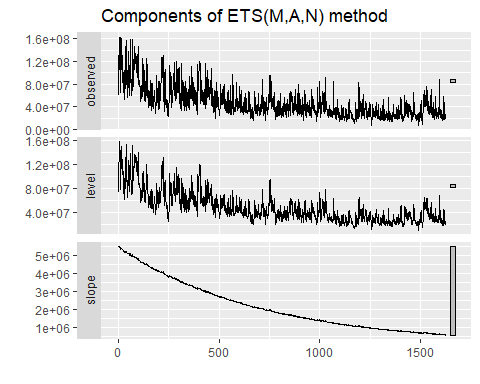 Components of ETS(M,A,N) method
1.6e+08
1.2e+08
8.0e+07
4.0e+07
0.0e+00
observed
1.6e+08
1.2e+08
8.0e+07
4.0e+07
level
5e+06
4e+06
3e+06
2e+06
1e+06
slope
0 500 1000 1500